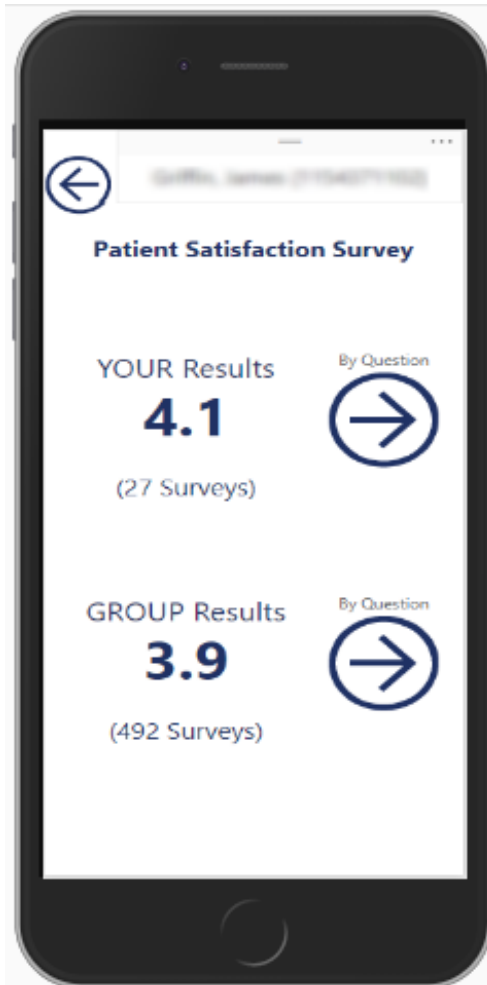 Patient Satisfaction Survey
YOUR Results
By Question
4.1
(27 Surveys)
GROUP Results
By Question
3.9
(492 Surveys)